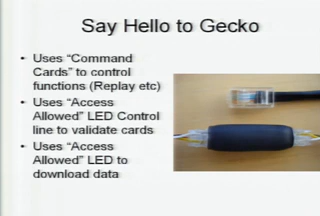 Say Hello to Gecko
• Uses “Command
Cards” to control
functions (Replay etc)
• Uses “Access
Allowed” LED Control
line to validate cards
• Uses “Access
Allowed” LED to
download data